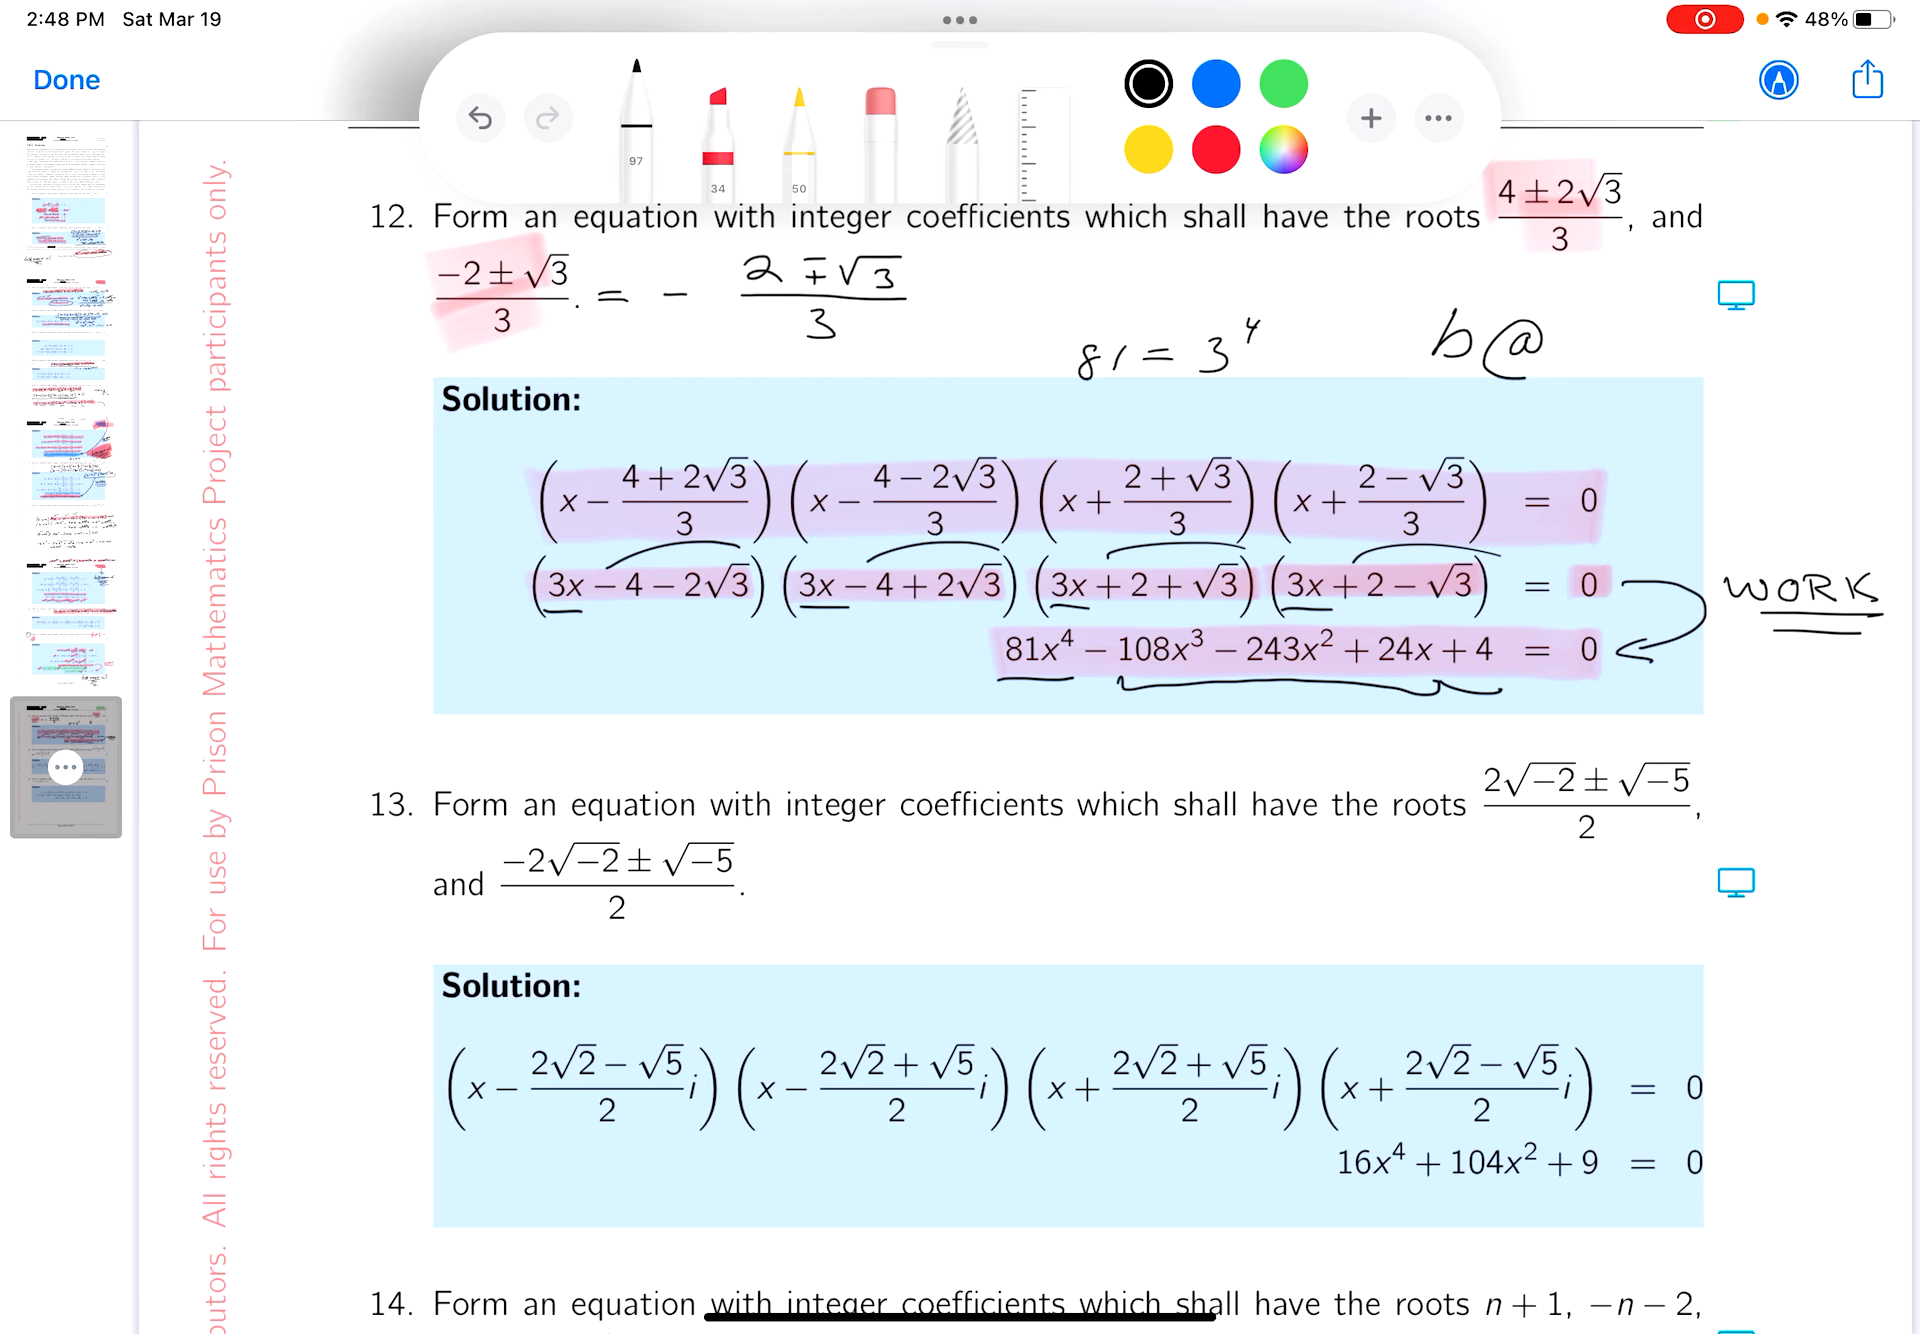 2:48 PM Sat Mar 19
48%
Done
97
34
50
For use by Prison Mathematics Project participants only.
All rights reserved.
utors.
12. Form an equation with integer coefficients which shall have the roots (4 ± 2√3)/3, and
(−2 ± √3)/3. = − (2 ∓ √3)/3
81 = 3⁴
b@
Solution:
(x − (4 + 2√3)/3) (x − (4 − 2√3)/3) (x + (2 + √3)/3) (x + (2 − √3)/3) = 0
(3x − 4 − 2√3) (3x − 4 + 2√3) (3x + 2 + √3) (3x + 2 − √3) = 0
WORK
81x⁴ − 108x³ − 243x² + 24x + 4 = 0
13. Form an equation with integer coefficients which shall have the roots (2√−2 ± √−5)/2,
and (−2√−2 ± √−5)/2.
Solution:
(x − (2√2 − √5)/2 i) (x − (2√2 + √5)/2 i) (x + (2√2 + √5)/2 i) (x + (2√2 − √5)/2 i) = 0
16x⁴ + 104x² + 9 = 0
14. Form an equation with integer coefficients which shall have the roots n + 1, −n − 2,